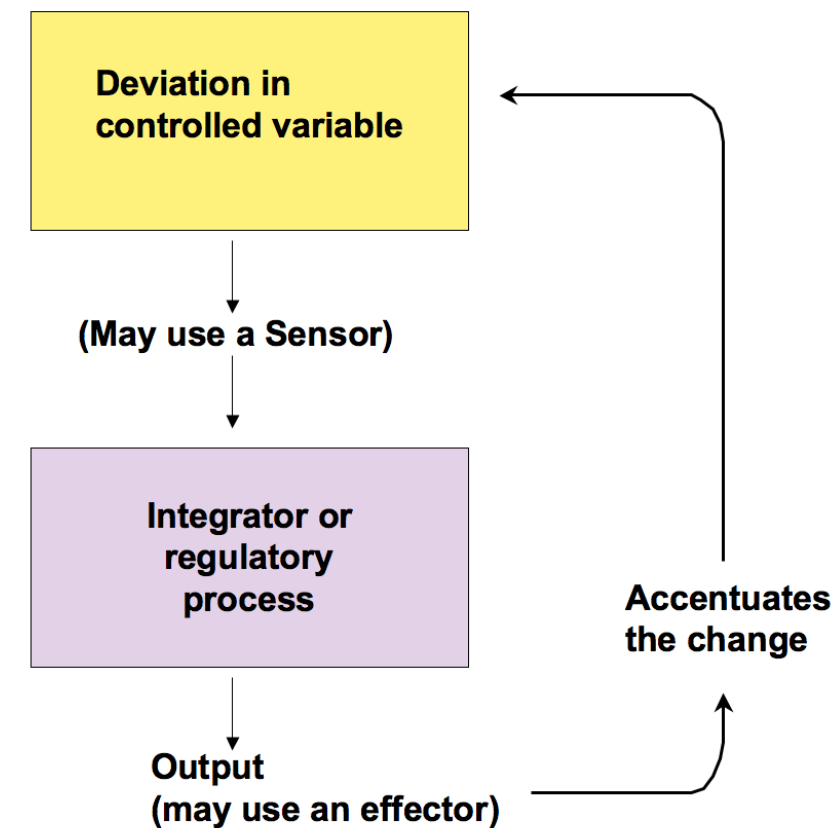 Deviation in
controlled variable
(May use a Sensor)
Integrator or
regulatory
process
Accentuates
the change
Output
(may use an effector)